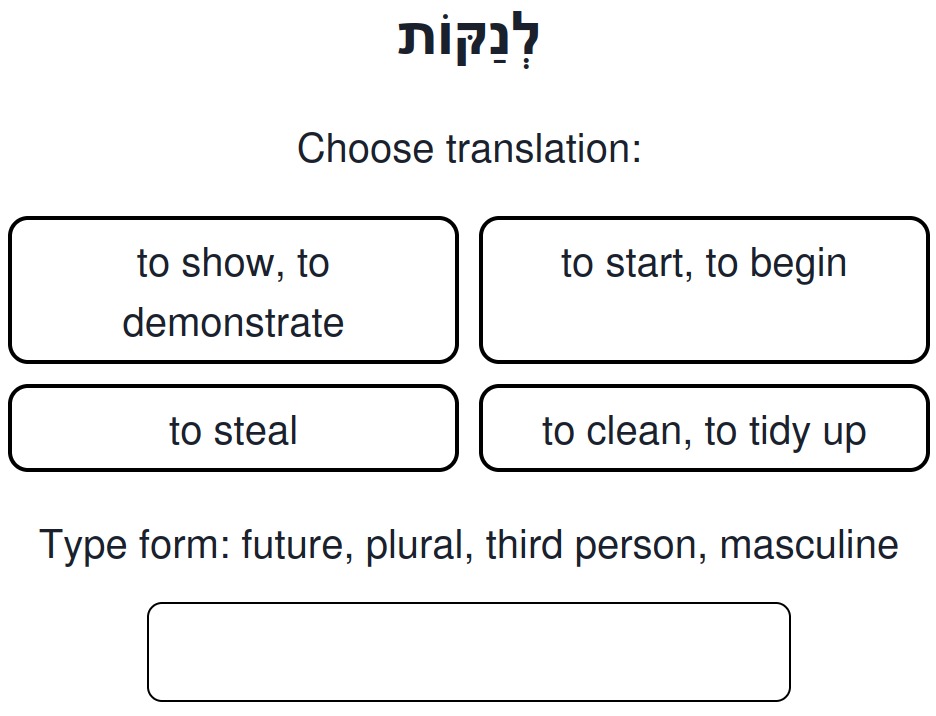 לְנַקּוֹת
Choose translation:
to show, to
demonstrate
to start, to begin
to steal
to clean, to tidy up
Type form: future, plural, third person, masculine